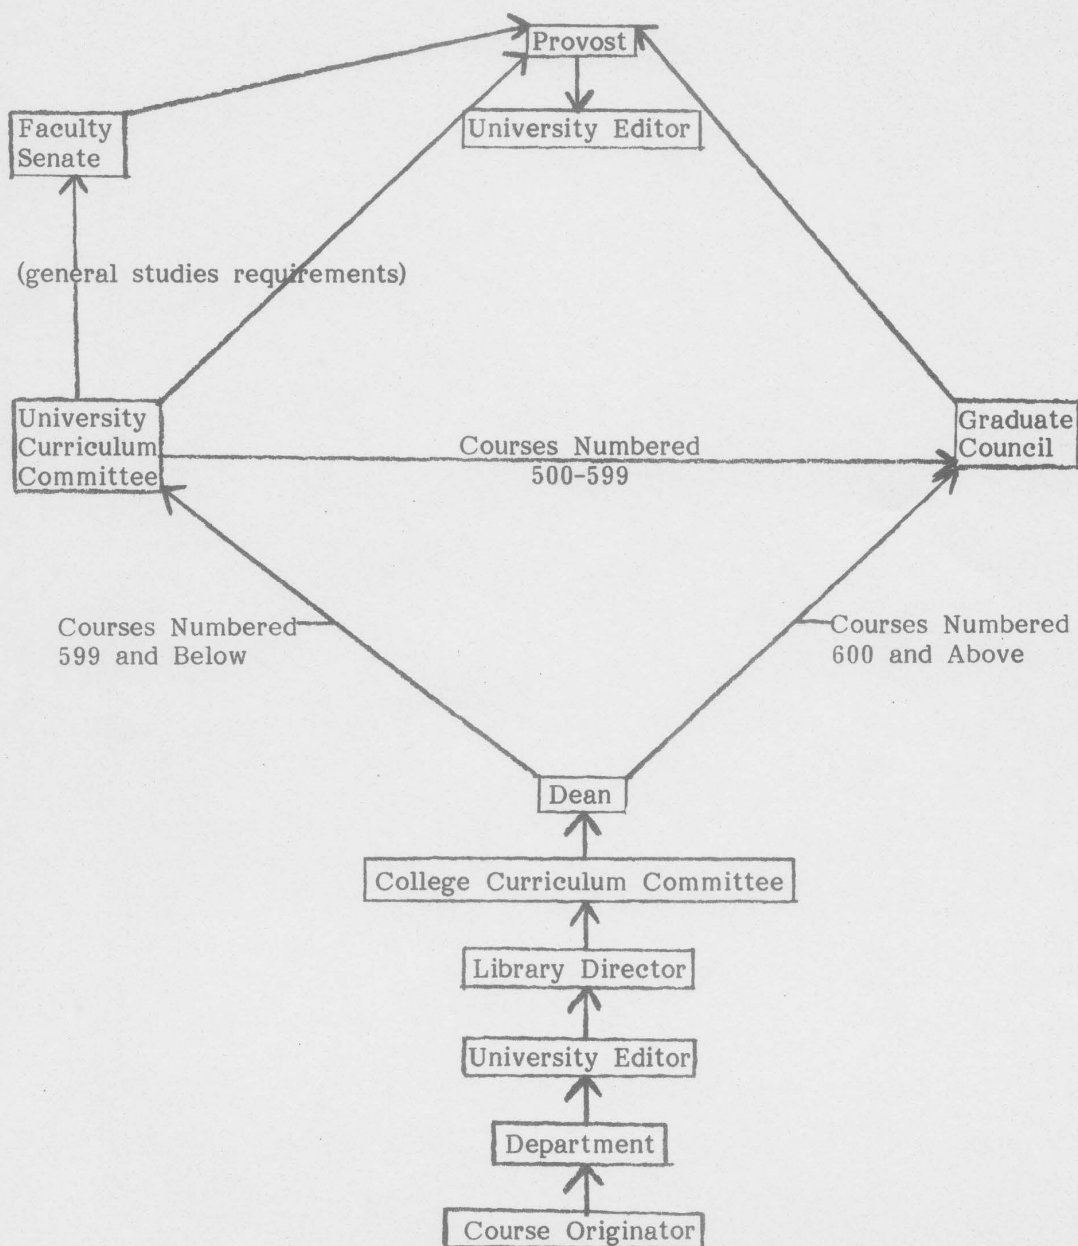 Provost
University Editor
Faculty
Senate
(general studies requirements)
University
Curriculum
Committee
Courses Numbered
500-599
Graduate
Council
Courses Numbered
599 and Below
Courses Numbered
600 and Above
Dean
College Curriculum Committee
Library Director
University Editor
Department
Course Originator